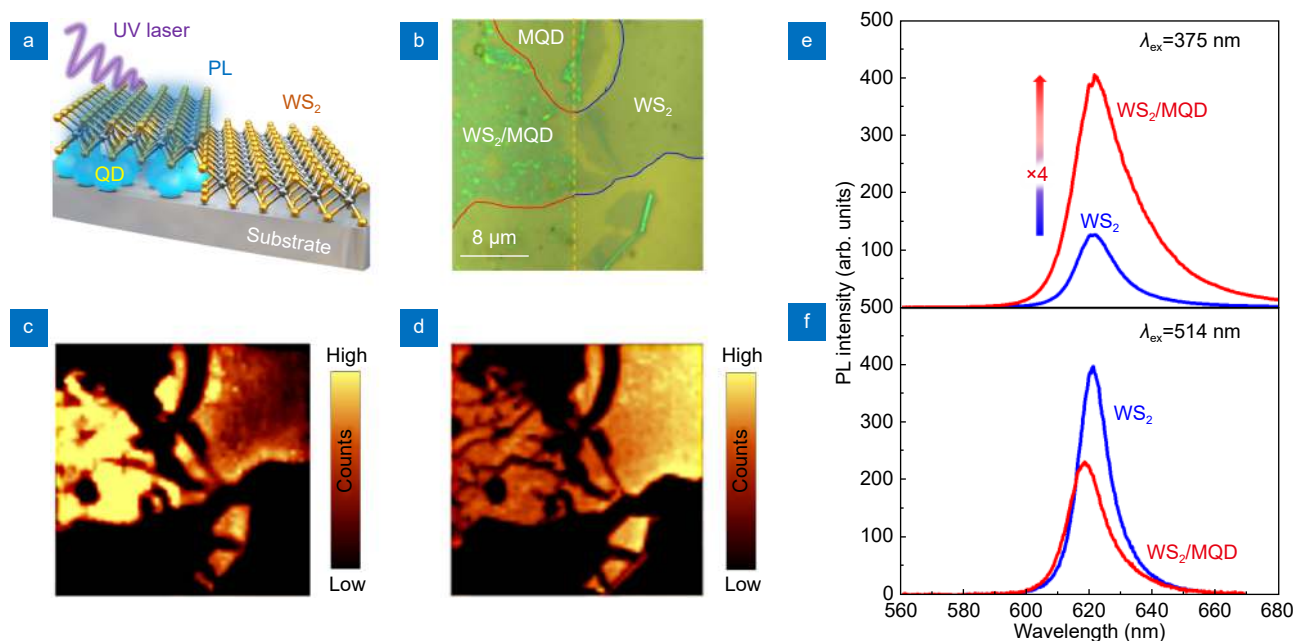 a
UV laser
PL
WS₂
QD
Substrate
b
MQD
WS₂
WS₂/MQD
8 μm
c
High
Counts
Low
d
High
Counts
Low
e
λex=375 nm
500
400
300
200
100
WS₂/MQD
×4
WS₂
PL intensity (arb. units)
f
λex=514 nm
500
400
300
200
100
0
WS₂
WS₂/MQD
560 580 600 620 640 660 680
Wavelength (nm)